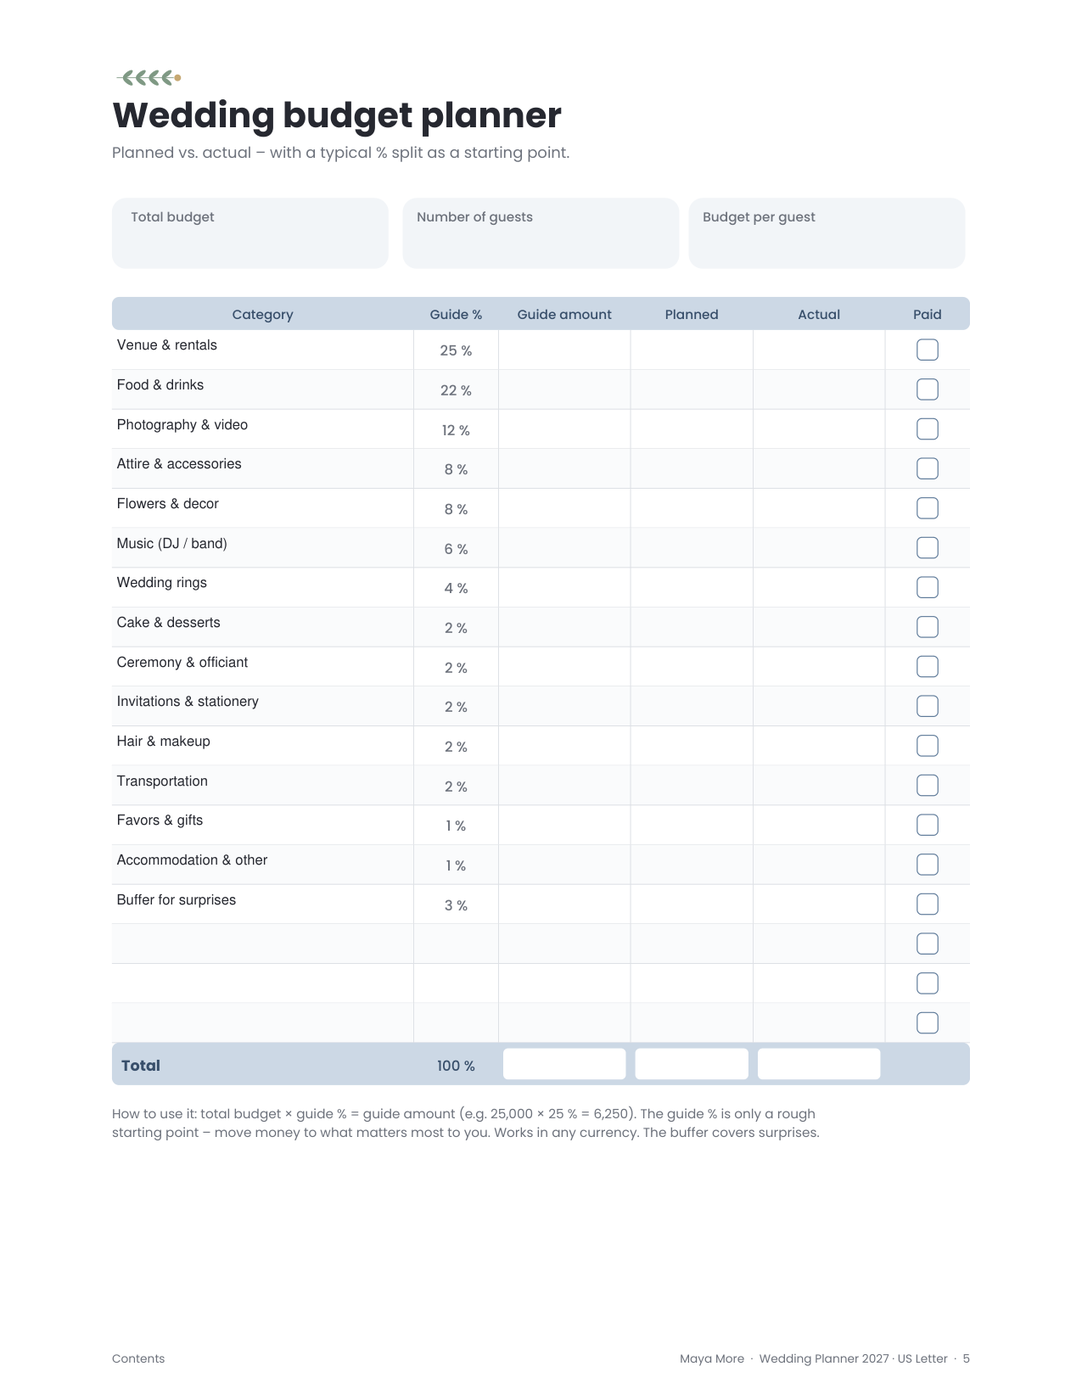 Wedding budget planner
Planned vs. actual – with a typical % split as a starting point.
Total budget Number of guests Budget per guest
Category Guide % Guide amount Planned Actual Paid
Venue & rentals 25 %
Food & drinks 22 %
Photography & video 12 %
Attire & accessories 8 %
Flowers & decor 8 %
Music (DJ / band) 6 %
Wedding rings 4 %
Cake & desserts 2 %
Ceremony & officiant 2 %
Invitations & stationery 2 %
Hair & makeup 2 %
Transportation 2 %
Favors & gifts 1 %
Accommodation & other 1 %
Buffer for surprises 3 %
Total 100 %
How to use it: total budget × guide % = guide amount (e.g. 25,000 × 25 % = 6,250). The guide % is only a rough
starting point – move money to what matters most to you. Works in any currency. The buffer covers surprises.
Contents Maya More · Wedding Planner 2027 · US Letter · 5